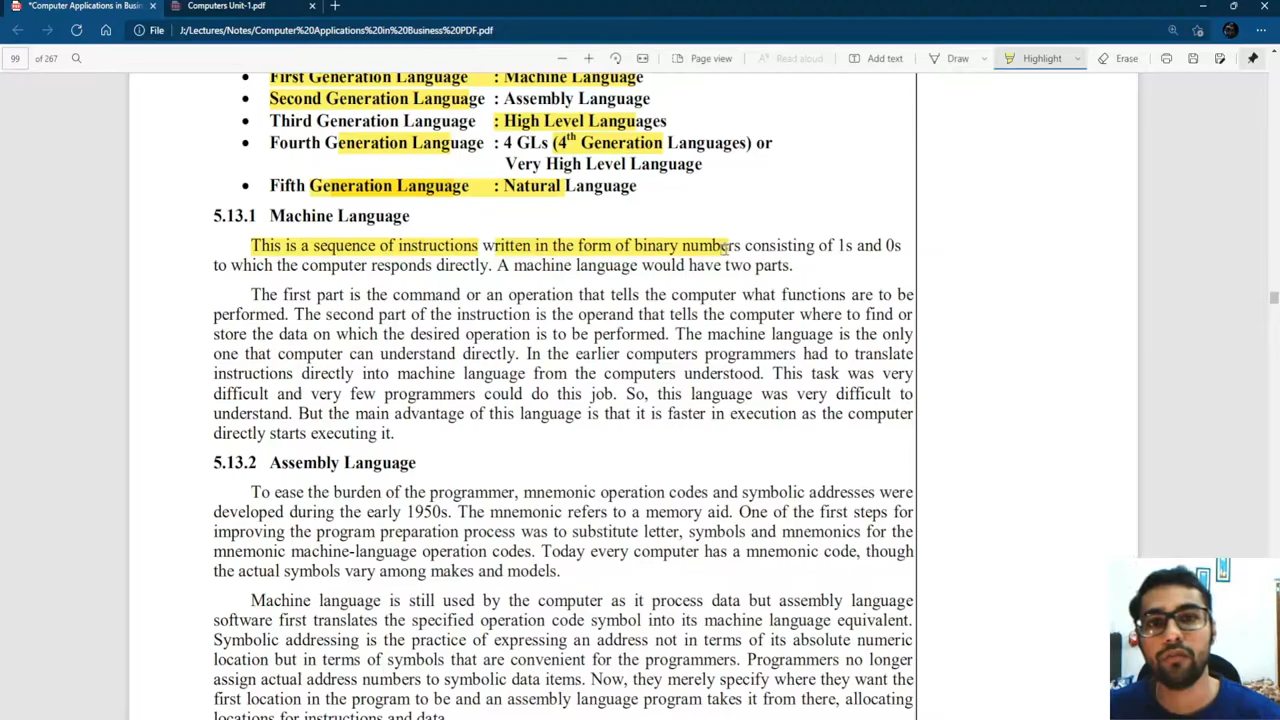 *Computer Applications in Busin
Computers Unit-1.pdf
File
J:/Lectures/Notes/Computer%20Applications%20in%20Business%20PDF.pdf
99 of 267
Page view
Read aloud
Add text
Draw
Highlight
Erase
• First Generation Language : Machine Language
• Second Generation Language : Assembly Language
• Third Generation Language : High Level Languages
• Fourth Generation Language : 4 GLs (4th Generation Languages) or
Very High Level Language
• Fifth Generation Language : Natural Language
5.13.1 Machine Language
This is a sequence of instructions written in the form of binary numbers consisting of 1s and 0s
to which the computer responds directly. A machine language would have two parts.
The first part is the command or an operation that tells the computer what functions are to be
performed. The second part of the instruction is the operand that tells the computer where to find or
store the data on which the desired operation is to be performed. The machine language is the only
one that computer can understand directly. In the earlier computers programmers had to translate
instructions directly into machine language from the computers understood. This task was very
difficult and very few programmers could do this job. So, this language was very difficult to
understand. But the main advantage of this language is that it is faster in execution as the computer
directly starts executing it.
5.13.2 Assembly Language
To ease the burden of the programmer, mnemonic operation codes and symbolic addresses were
developed during the early 1950s. The mnemonic refers to a memory aid. One of the first steps for
improving the program preparation process was to substitute letter, symbols and mnemonics for the
mnemonic machine-language operation codes. Today every computer has a mnemonic code, though
the actual symbols vary among makes and models.
Machine language is still used by the computer as it process data but assembly language
software first translates the specified operation code symbol into its machine language equivalent.
Symbolic addressing is the practice of expressing an address not in terms of its absolute numeric
location but in terms of symbols that are convenient for the programmers. Programmers no longer
assign actual address numbers to symbolic data items. Now, they merely specify where they want the
first location in the program to be and an assembly language program takes it from there, allocating
locations for instructions and data.